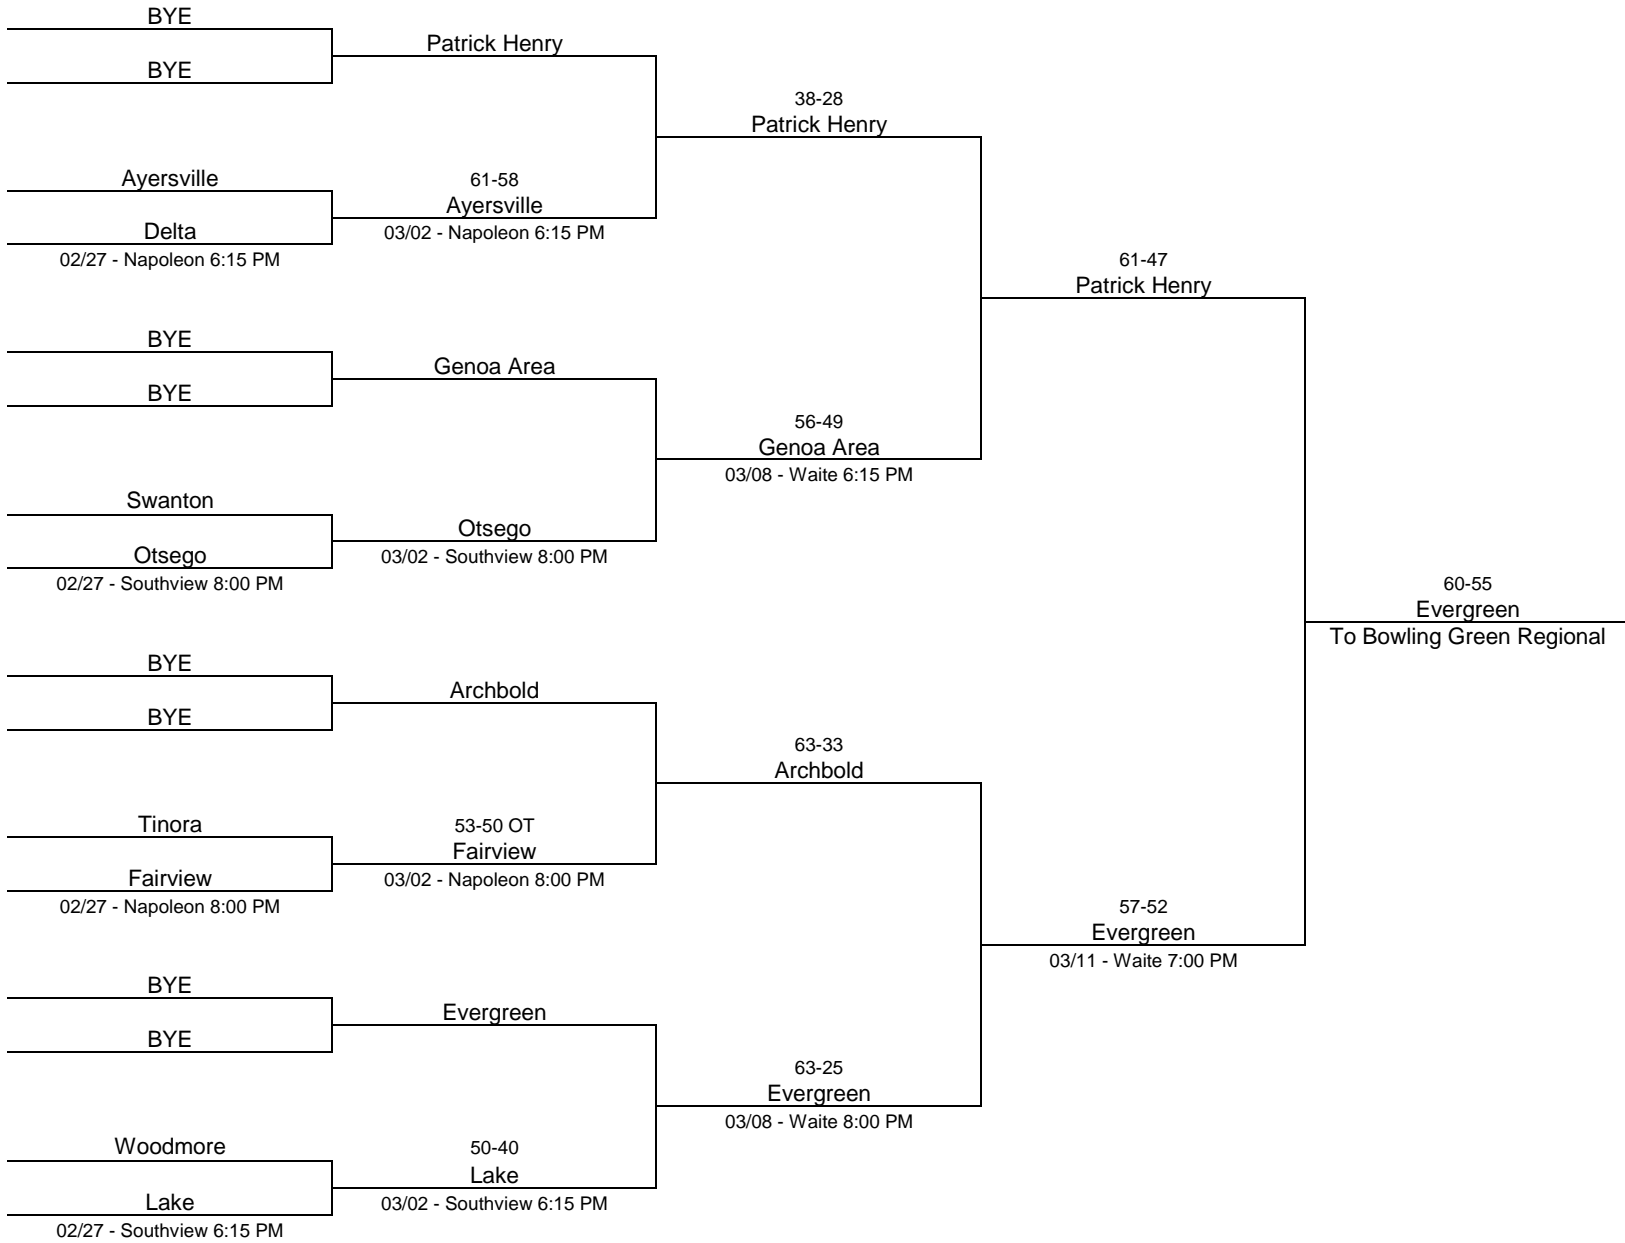 BYE
Patrick Henry
BYE
38-28
Patrick Henry
Ayersville
61-58
Ayersville
Delta
03/02 - Napoleon 6:15 PM
02/27 - Napoleon 6:15 PM
61-47
Patrick Henry
BYE
Genoa Area
BYE
56-49
Genoa Area
03/08 - Waite 6:15 PM
Swanton
Otsego
Otsego
03/02 - Southview 8:00 PM
02/27 - Southview 8:00 PM
60-55
Evergreen
To Bowling Green Regional
BYE
Archbold
BYE
63-33
Archbold
Tinora
53-50 OT
Fairview
Fairview
03/02 - Napoleon 8:00 PM
02/27 - Napoleon 8:00 PM
57-52
Evergreen
03/11 - Waite 7:00 PM
BYE
Evergreen
BYE
63-25
Evergreen
03/08 - Waite 8:00 PM
Woodmore
50-40
Lake
Lake
03/02 - Southview 6:15 PM
02/27 - Southview 6:15 PM